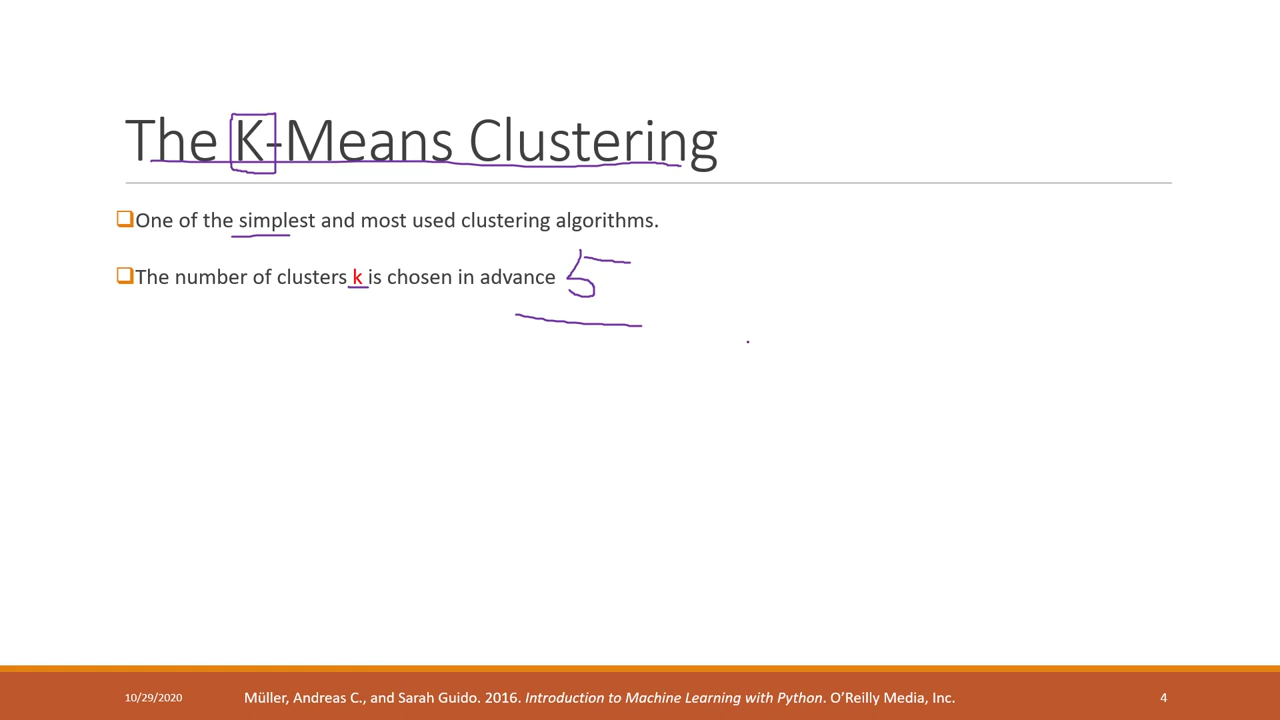 The K-Means Clustering
One of the simplest and most used clustering algorithms.
The number of clusters k is chosen in advance 5
10/29/2020 Müller, Andreas C., and Sarah Guido. 2016. Introduction to Machine Learning with Python. O'Reilly Media, Inc. 4